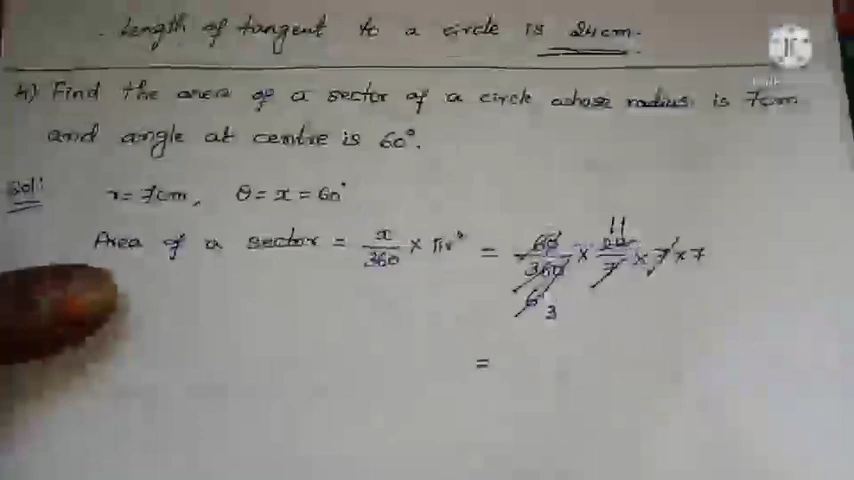 Length of tangent to a circle is 24cm.
4) Find the area of a sector of a circle whose radius is 7cm
and angle at centre is 60°.
Sol:
r=7cm, θ=x=60°
Area of a sector = x/360 × πr² = 60/360 × 22/7 × 7 × 7
11
1
6
3
=